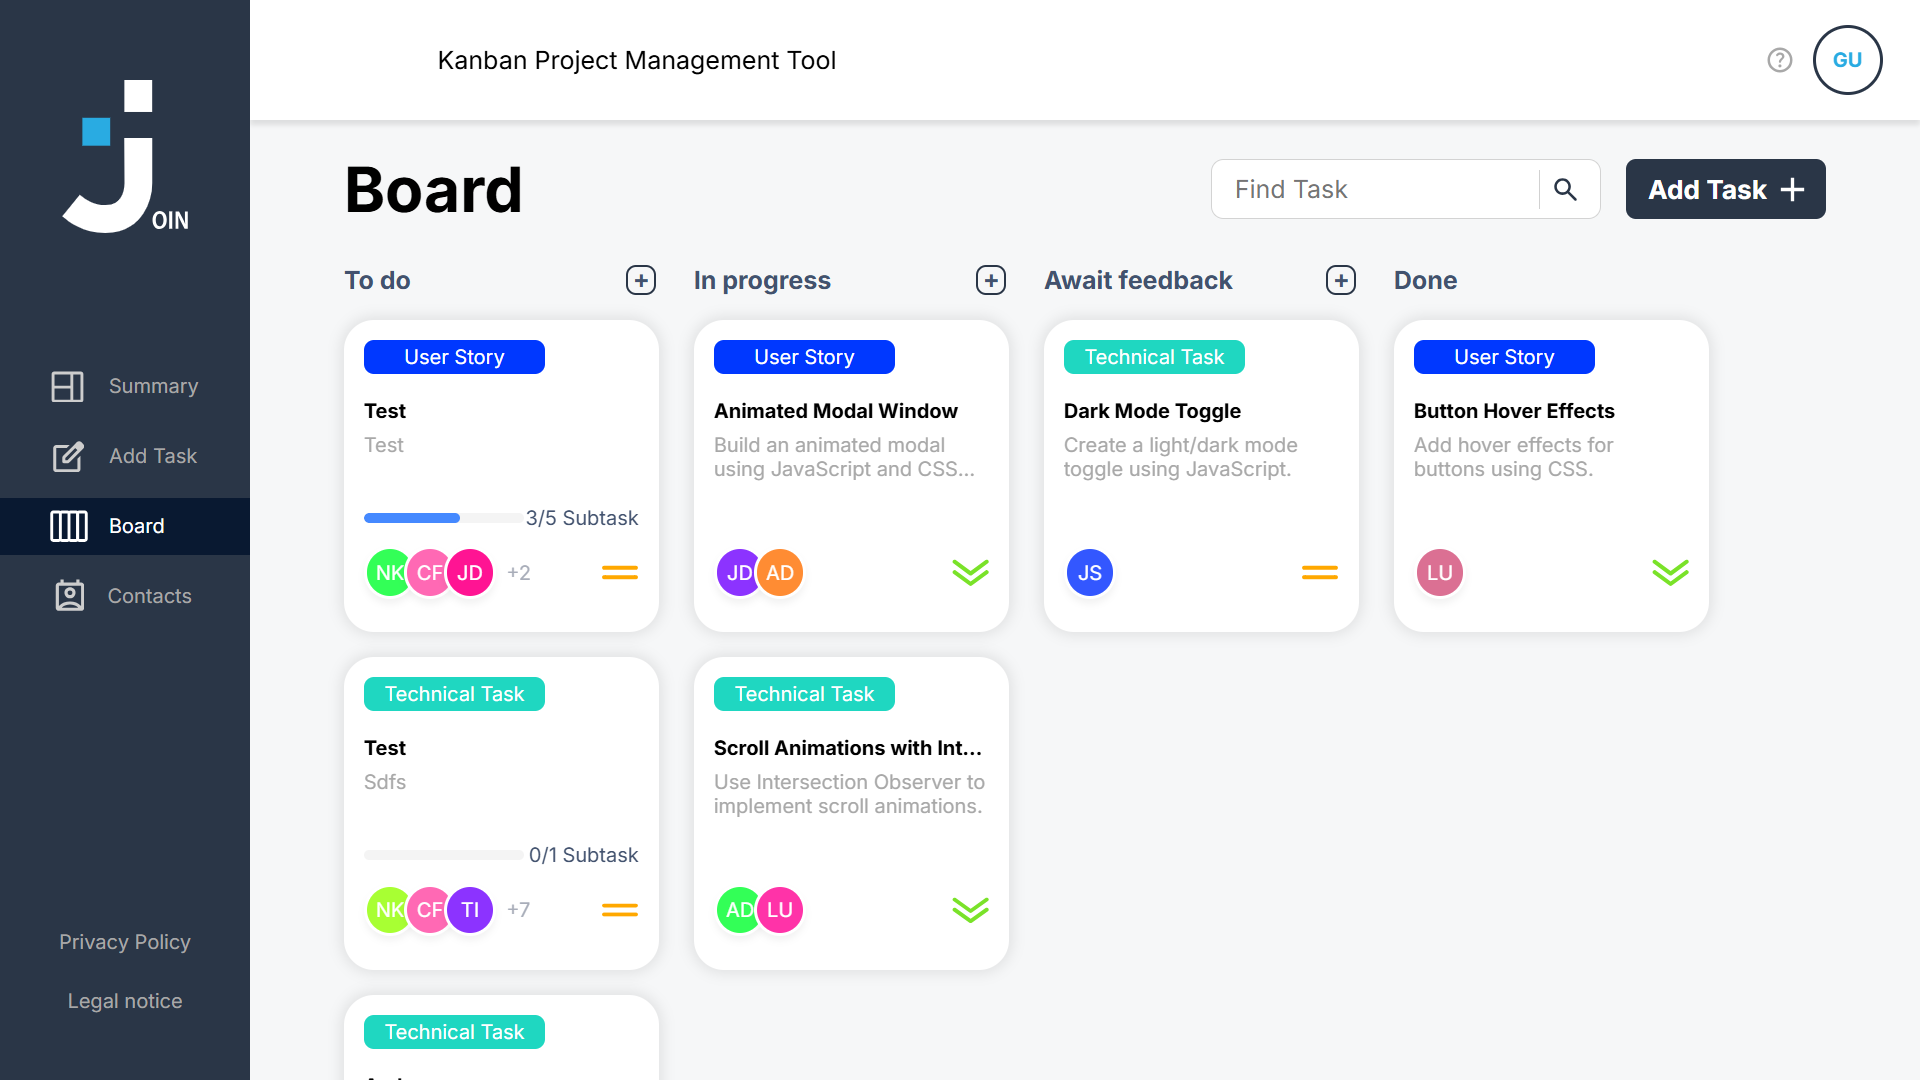 JOIN
Kanban Project Management Tool
GU
Summary
Add Task
Board
Contacts
Privacy Policy
Legal notice
Board
Find Task
Add Task
To do
User Story
Test
Test
3/5 Subtask
NK CF JD +2
Technical Task
Test
Sdfs
0/1 Subtask
NK CF TI +7
Technical Task
In progress
User Story
Animated Modal Window
Build an animated modal
using JavaScript and CSS...
JD AD
Technical Task
Scroll Animations with Int...
Use Intersection Observer to
implement scroll animations.
AD LU
Await feedback
Technical Task
Dark Mode Toggle
Create a light/dark mode
toggle using JavaScript.
JS
Done
User Story
Button Hover Effects
Add hover effects for
buttons using CSS.
LU